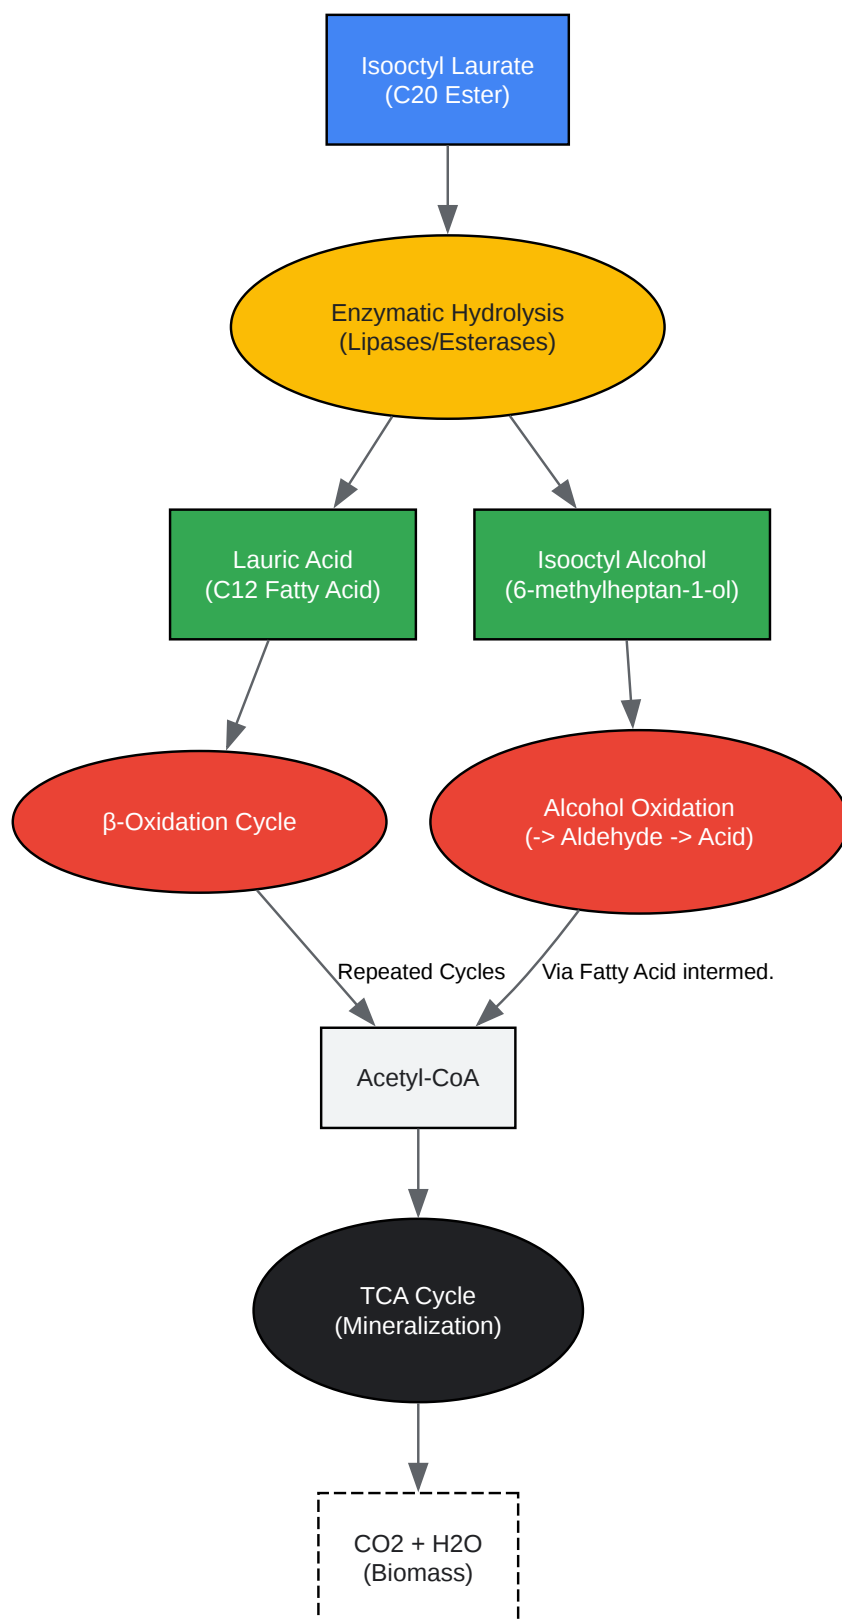 Isooctyl Laurate
(C20 Ester)
Enzymatic Hydrolysis
(Lipases/Esterases)
Lauric Acid
(C12 Fatty Acid)
Isooctyl Alcohol
(6-methylheptan-1-ol)
β-Oxidation Cycle
Alcohol Oxidation
(-> Aldehyde -> Acid)
Repeated Cycles
Via Fatty Acid intermed.
Acetyl-CoA
TCA Cycle
(Mineralization)
CO2 + H2O
(Biomass)